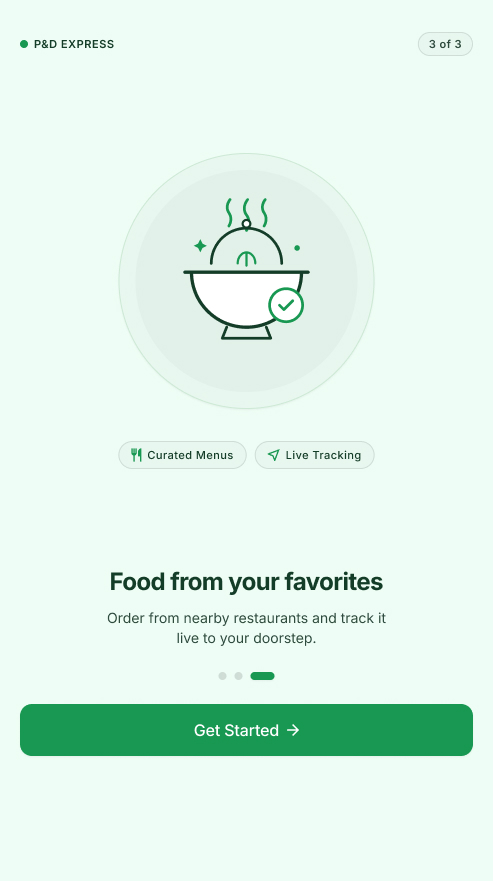 P&D EXPRESS
3 of 3
Curated Menus
Live Tracking
Food from your favorites
Order from nearby restaurants and track it
live to your doorstep.
Get Started